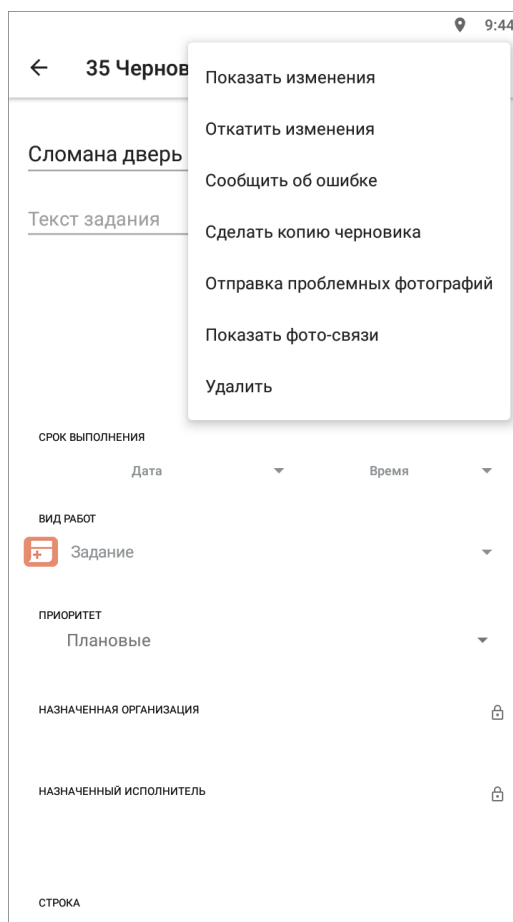 9:44
35 Чернов
Показать изменения
Откатить изменения
Сломана дверь
Сообщить об ошибке
Текст задания
Сделать копию черновика
Отправка проблемных фотографий
Показать фото-связи
Удалить
СРОК ВЫПОЛНЕНИЯ
Дата Время
ВИД РАБОТ
Задание
ПРИОРИТЕТ
Плановые
НАЗНАЧЕННАЯ ОРГАНИЗАЦИЯ
НАЗНАЧЕННЫЙ ИСПОЛНИТЕЛЬ
СТРОКА